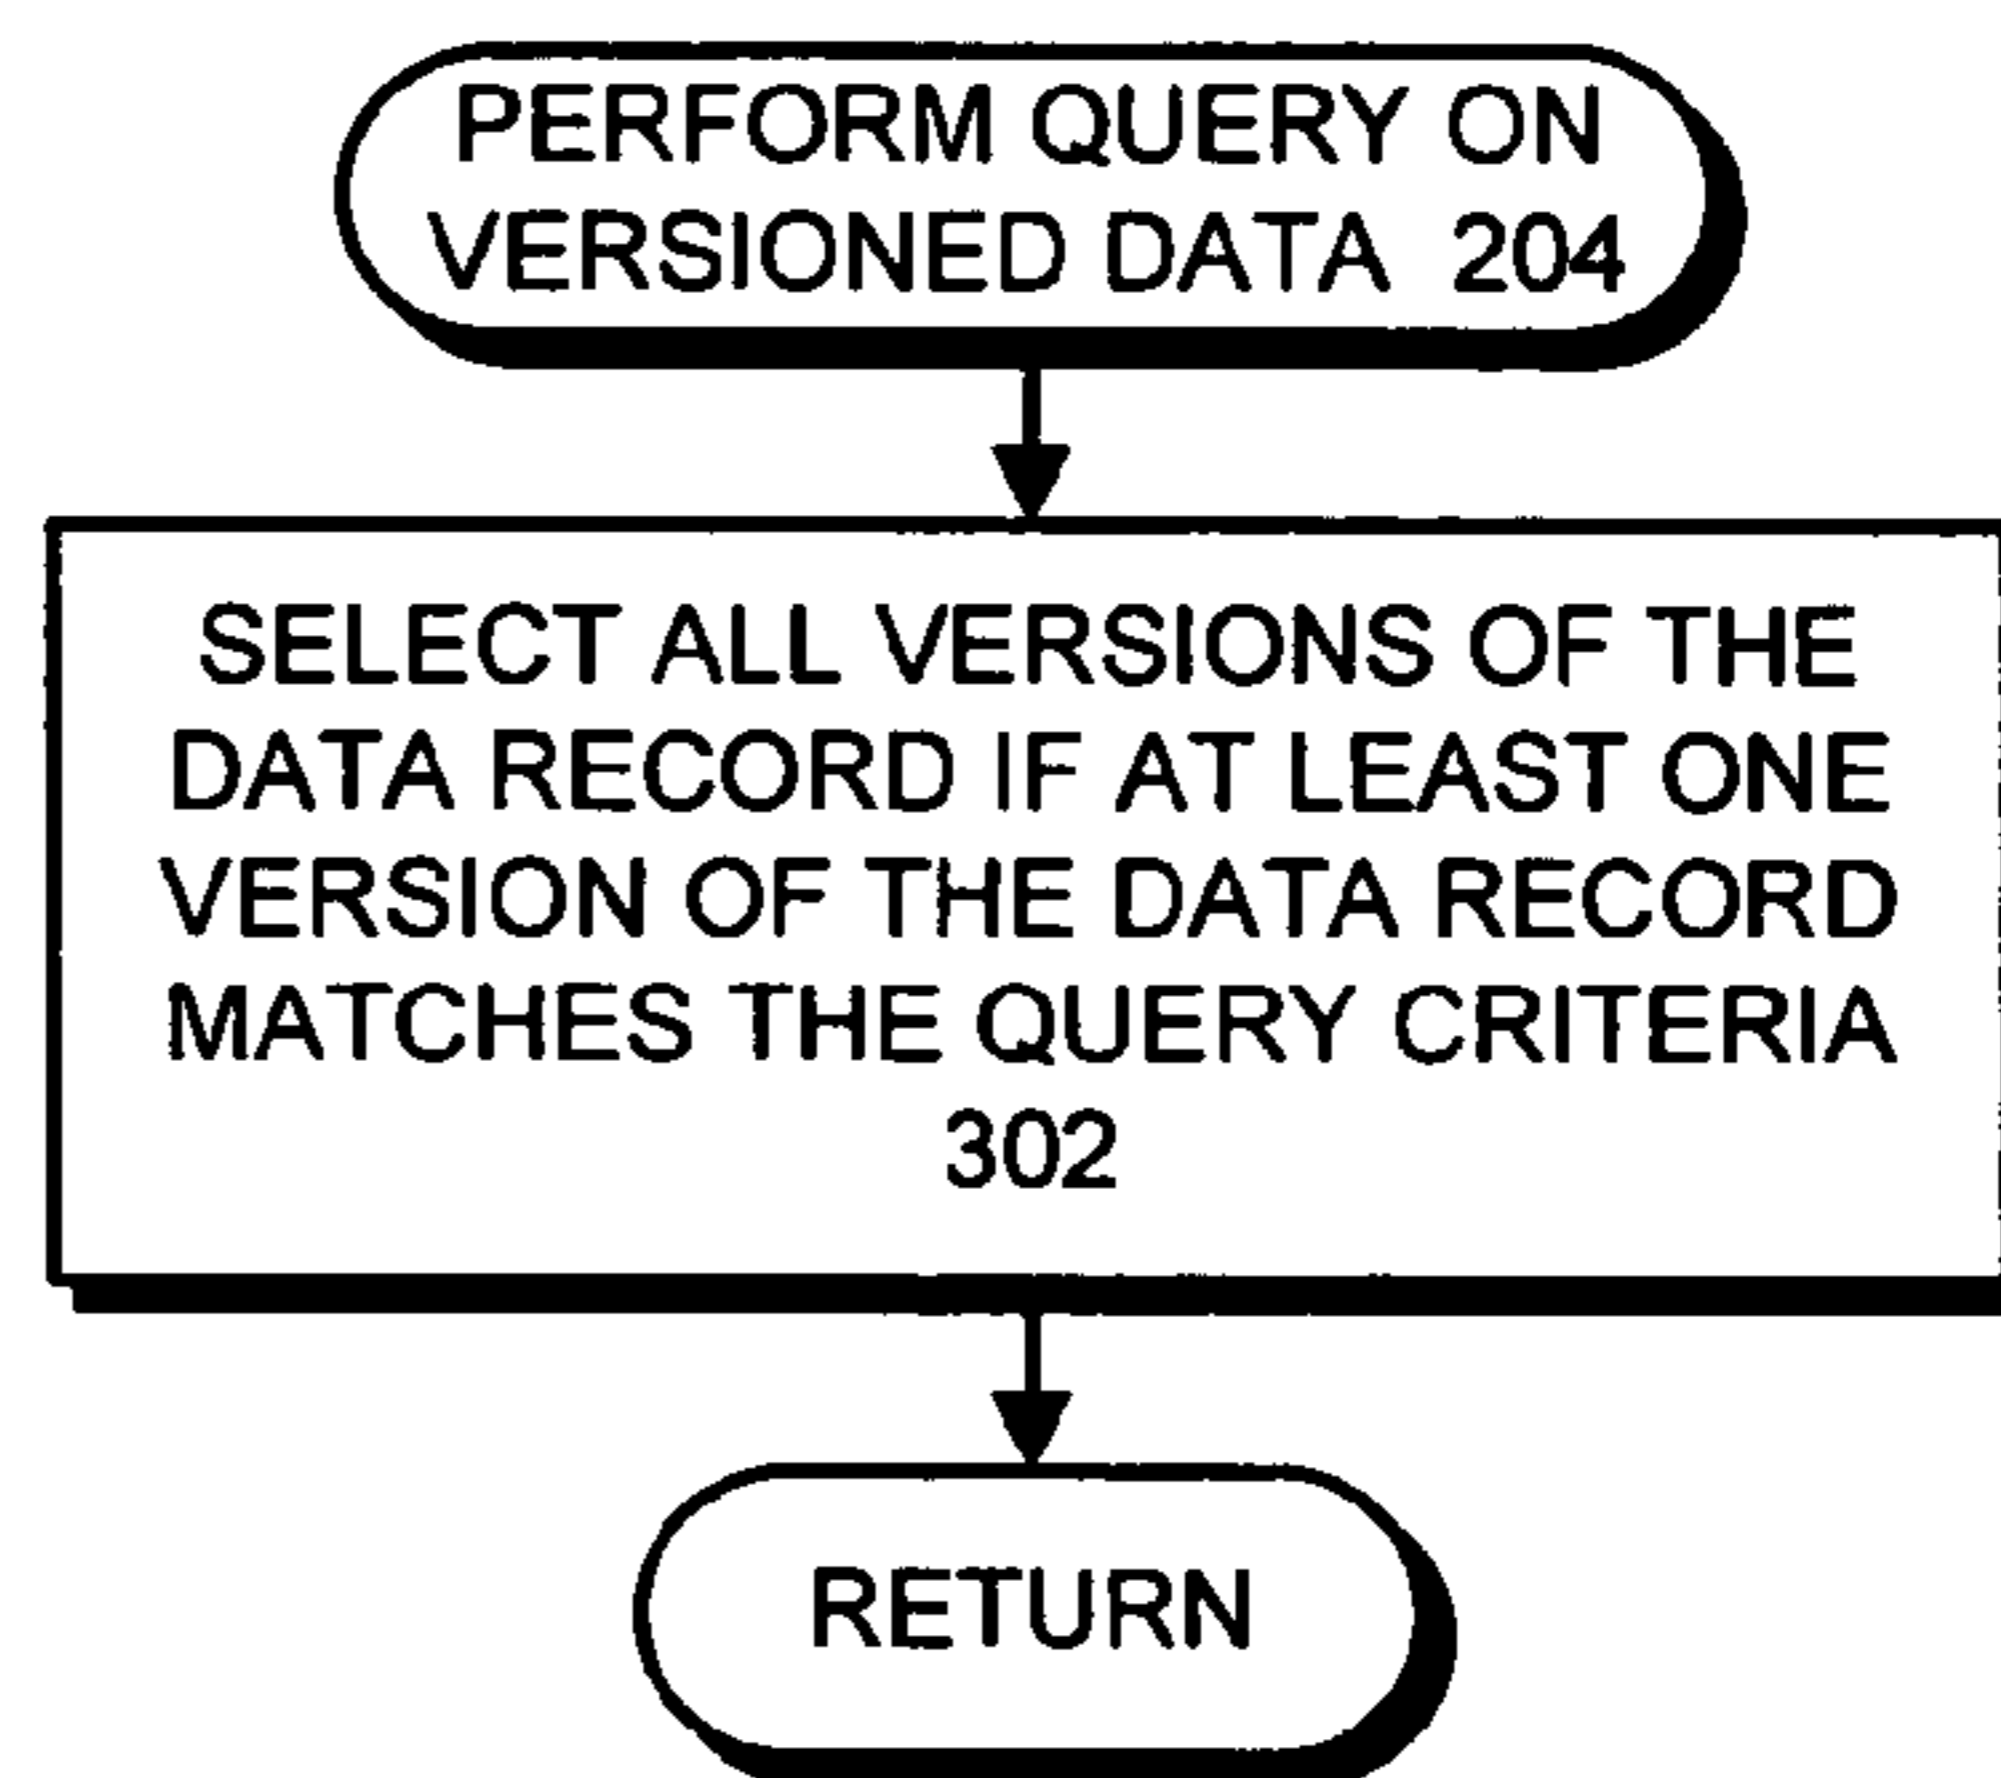 PERFORM QUERY ON
VERSIONED DATA 204
SELECT ALL VERSIONS OF THE
DATA RECORD IF AT LEAST ONE
VERSION OF THE DATA RECORD
MATCHES THE QUERY CRITERIA
302
RETURN